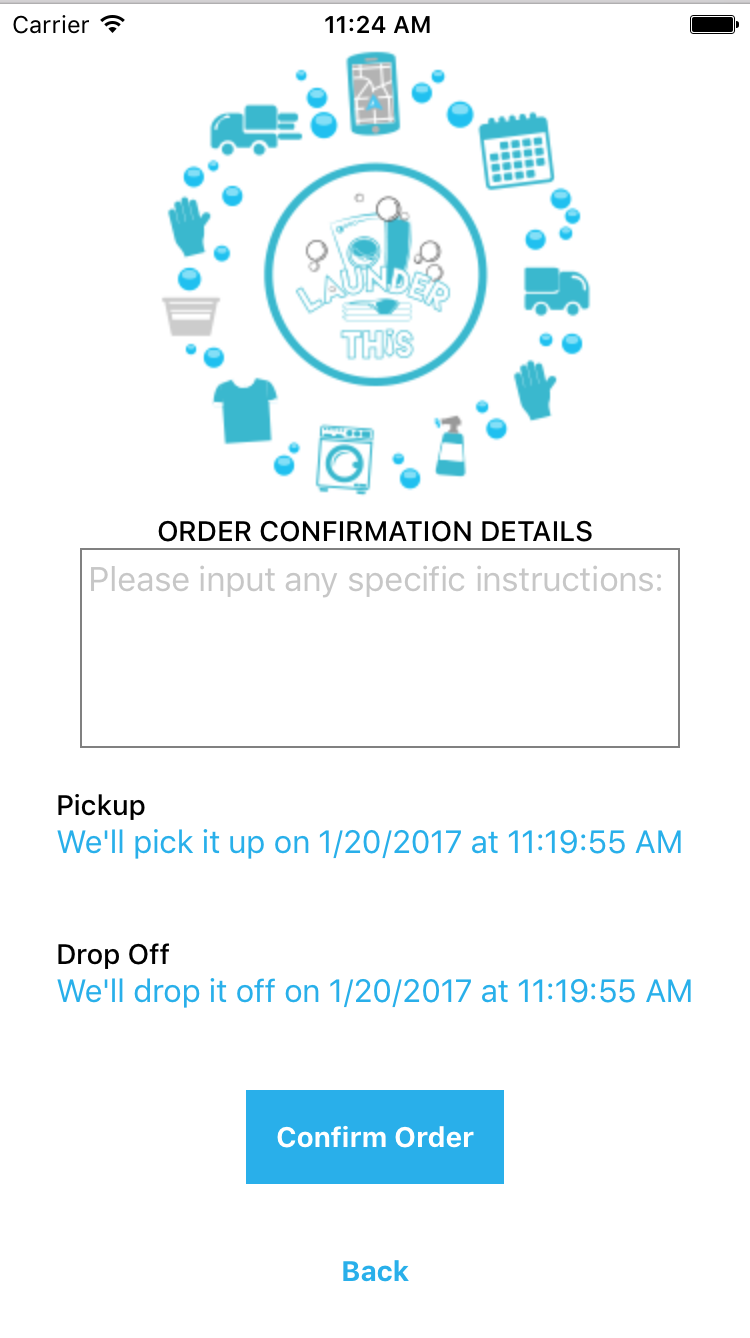 Carrier 11:24 AM
LAUNDER
THiS
ORDER CONFIRMATION DETAILS
Please input any specific instructions:
Pickup
We'll pick it up on 1/20/2017 at 11:19:55 AM
Drop Off
We'll drop it off on 1/20/2017 at 11:19:55 AM
Confirm Order
Back